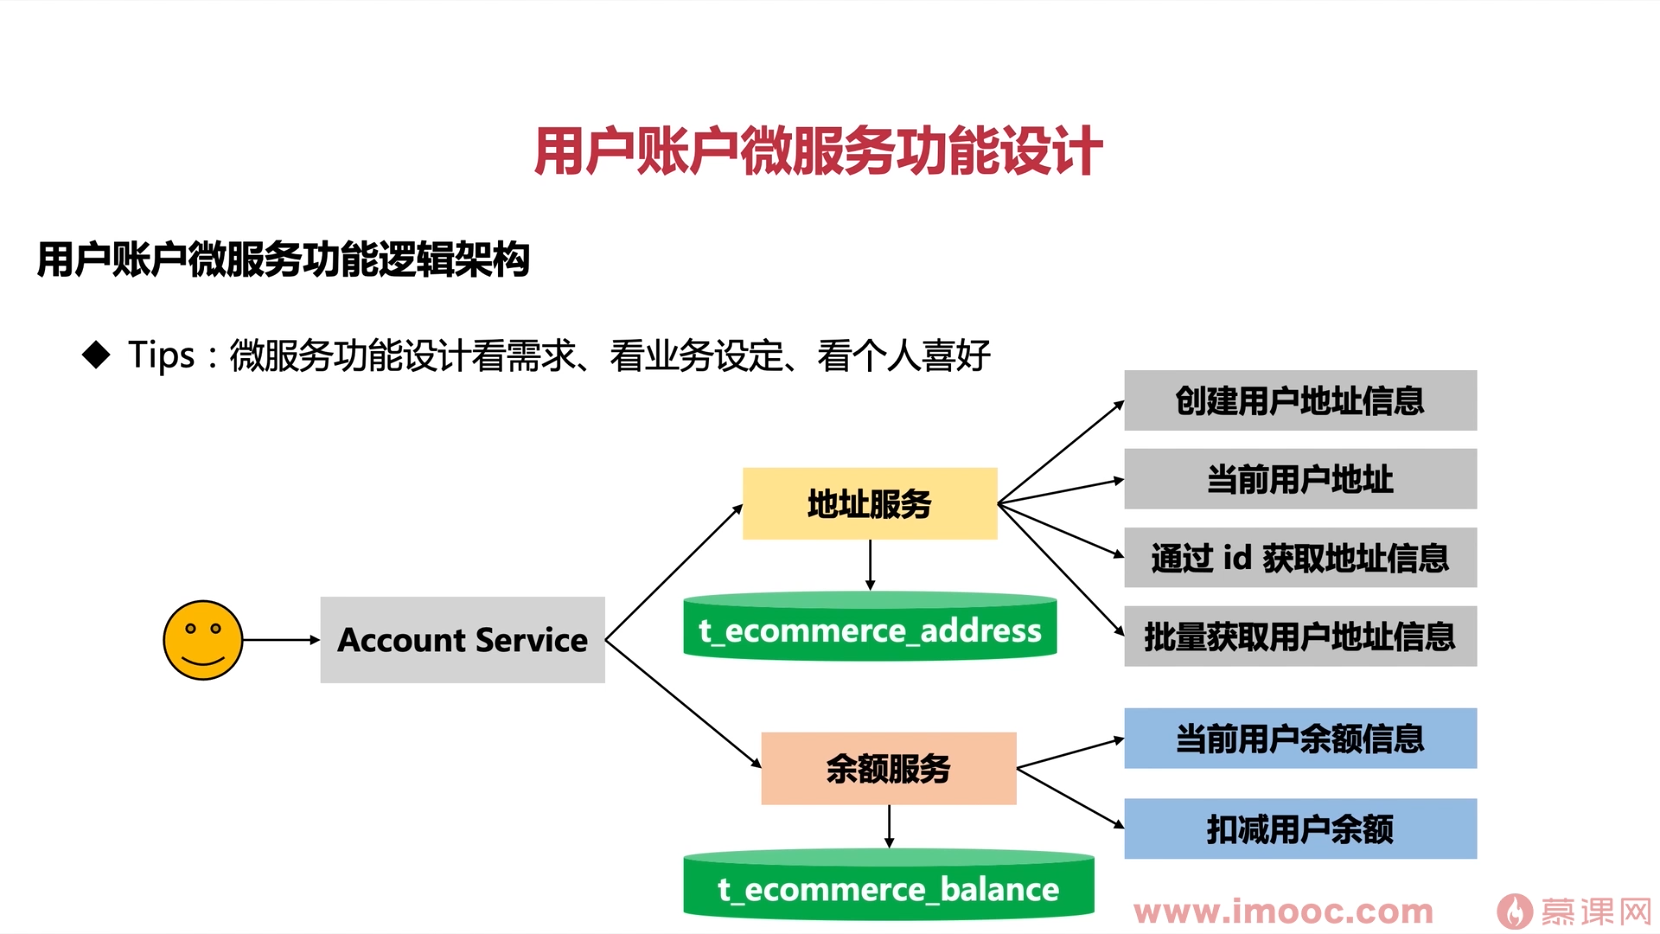 用户账户微服务功能设计
用户账户微服务功能逻辑架构
◆ Tips：微服务功能设计看需求、看业务设定、看个人喜好
创建用户地址信息
当前用户地址
地址服务
通过 id 获取地址信息
t_ecommerce_address
批量获取用户地址信息
Account Service
当前用户余额信息
余额服务
扣减用户余额
t_ecommerce_balance
www.imooc.com
慕课网